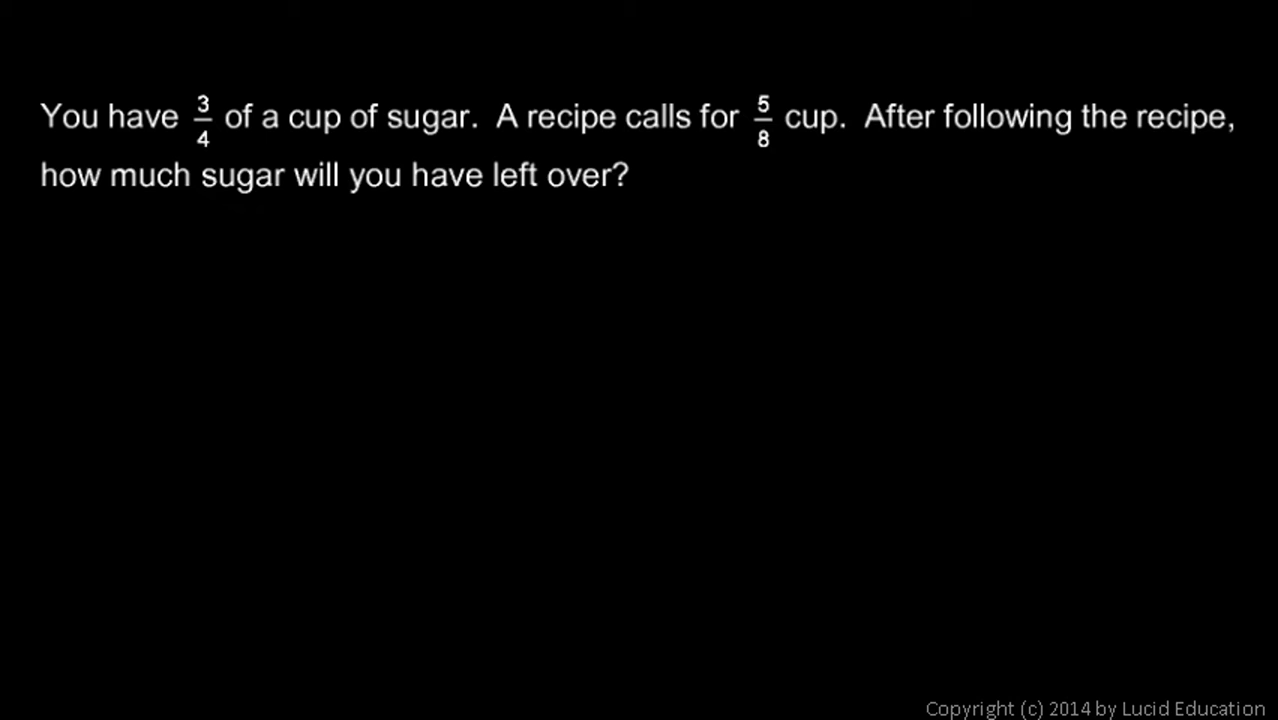 You have 3/4 of a cup of sugar. A recipe calls for 5/8 cup. After following the recipe,
how much sugar will you have left over?
Copyright (c) 2014 by Lucid Education